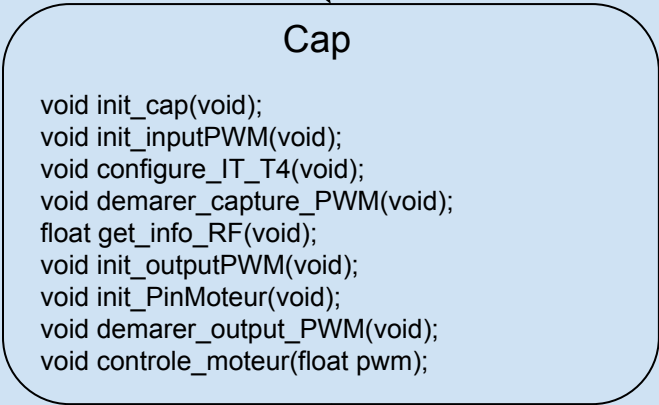 Cap
void init_cap(void);
void init_inputPWM(void);
void configure_IT_T4(void);
void demarer_capture_PWM(void);
float get_info_RF(void);
void init_outputPWM(void);
void init_PinMoteur(void);
void demarer_output_PWM(void);
void controle_moteur(float pwm);